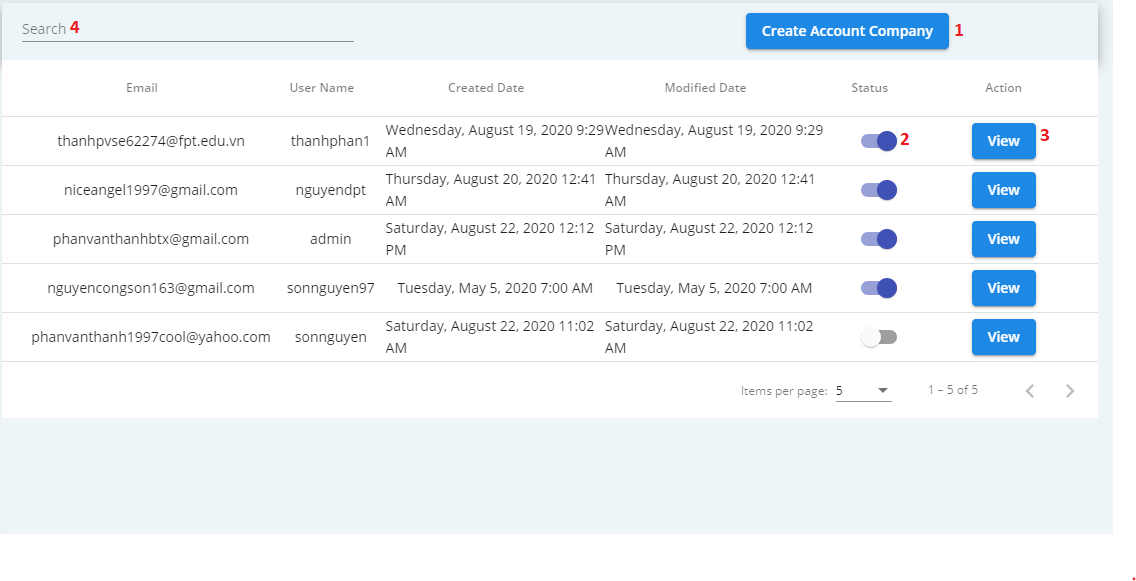 Search 4
Create Account Company 1
Email User Name Created Date Modified Date Status Action
thanhpvse62274@fpt.edu.vn thanhphan1 Wednesday, August 19, 2020 9:29 AM Wednesday, August 19, 2020 9:29 AM 2 View 3
niceangel1997@gmail.com nguyendpt Thursday, August 20, 2020 12:41 AM Thursday, August 20, 2020 12:41 AM View
phanvanthanhbtx@gmail.com admin Saturday, August 22, 2020 12:12 PM Saturday, August 22, 2020 12:12 PM View
nguyencongson163@gmail.com sonnguyen97 Tuesday, May 5, 2020 7:00 AM Tuesday, May 5, 2020 7:00 AM View
phanvanthanh1997cool@yahoo.com sonnguyen Saturday, August 22, 2020 11:02 AM Saturday, August 22, 2020 11:02 AM View
Items per page: 5 1 – 5 of 5